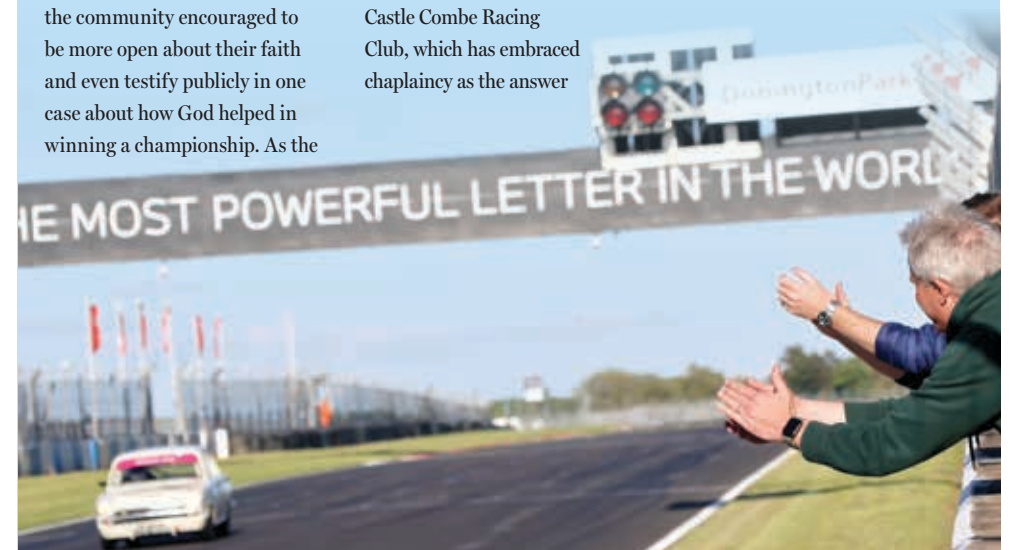 the community encouraged to
be more open about their faith
and even testify publicly in one
case about how God helped in
winning a championship. As the
Castle Combe Racing
Club, which has embraced
chaplaincy as the answer
DoningtonPark
HE MOST POWERFUL LETTER IN THE WORLD